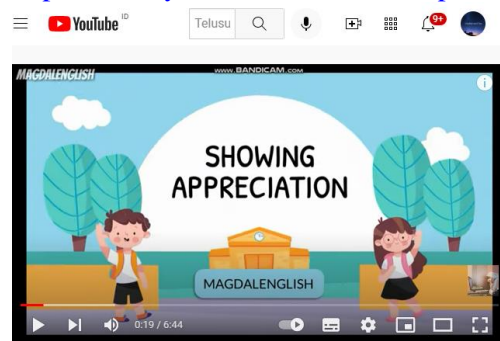 YouTube ID
Telusu
9+
MAGDALENGLISH
www.BANDICAM.com
SHOWING
APPRECIATION
MAGDALENGLISH
0:19 / 6:44